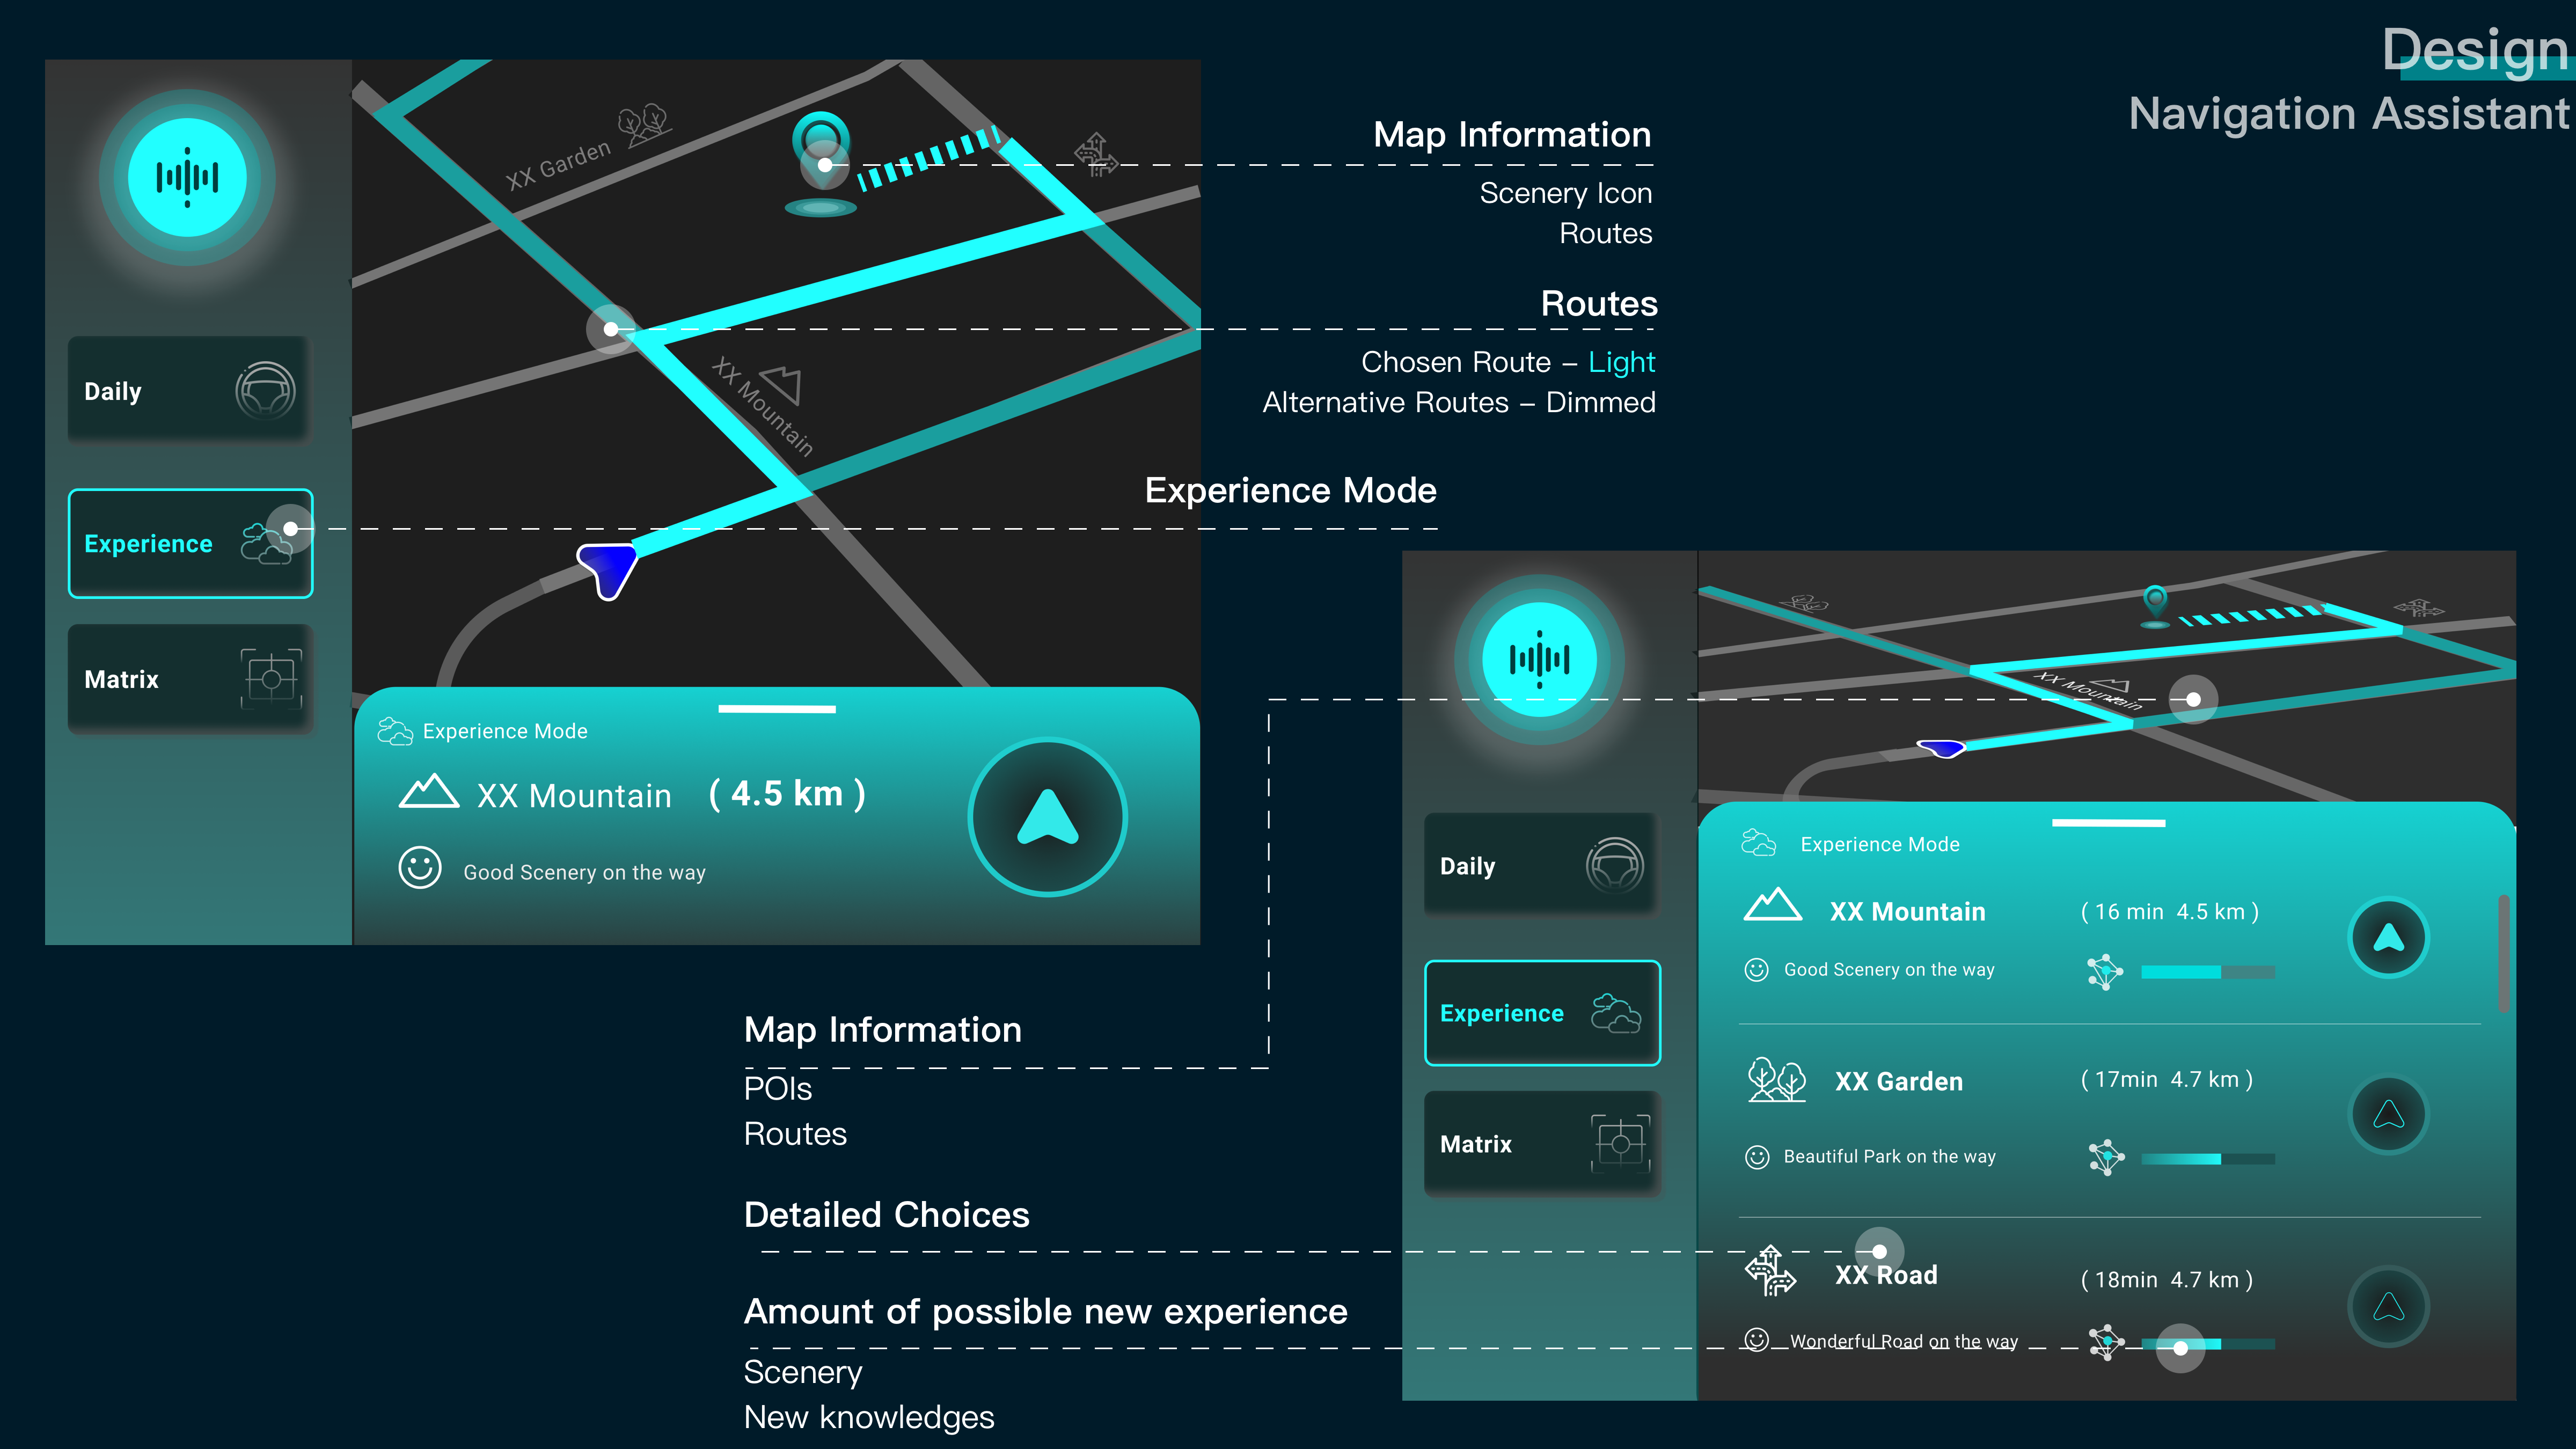 Design
Navigation Assistant
XX Garden
XX Mountain
Daily
Experience
Matrix
Experience Mode
XX Mountain ( 4.5 km )
Good Scenery on the way
Map Information
Scenery Icon
Routes
Routes
Chosen Route – Light
Alternative Routes – Dimmed
Experience Mode
XX Mountain
Daily
Experience
Matrix
Experience Mode
XX Mountain ( 16 min 4.5 km )
Good Scenery on the way
XX Garden ( 17min 4.7 km )
Beautiful Park on the way
XX Road ( 18min 4.7 km )
Wonderful Road on the way
Map Information
POIs
Routes
Detailed Choices
Amount of possible new experience
Scenery
New knowledges